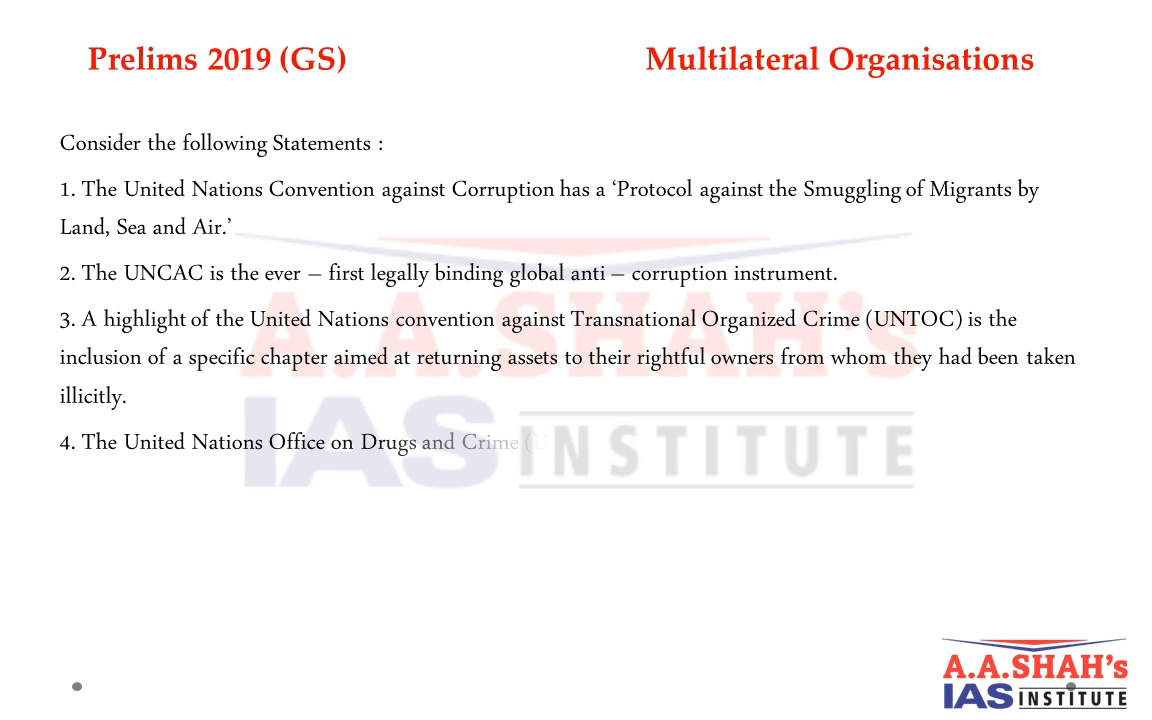 Prelims 2019 (GS) Multilateral Organisations
Consider the following Statements :
1. The United Nations Convention against Corruption has a ‘Protocol against the Smuggling of Migrants by
Land, Sea and Air.’
2. The UNCAC is the ever – first legally binding global anti – corruption instrument.
3. A highlight of the United Nations convention against Transnational Organized Crime (UNTOC) is the
inclusion of a specific chapter aimed at returning assets to their rightful owners from whom they had been taken
illicitly.
4. The United Nations Office on Drugs and Crime (U
A.A.SHAH’s
IAS INSTITUTE
A.A.SHAH’s
IAS INSTITUTE